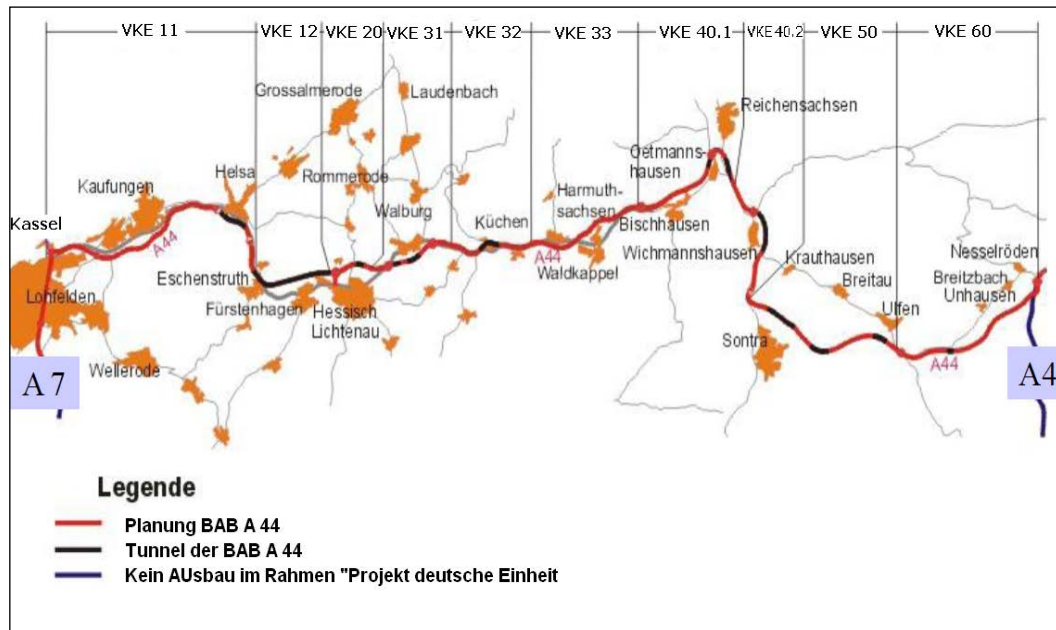 VKE 11
VKE 12
VKE 20
VKE 31
VKE 32
VKE 33
VKE 40.1
VKE 40.2
VKE 50
VKE 60
Grossalmerode
Laudenbach
Reichensachsen
Oetmanns-
hausen
Helsa
Rommerode
Kaufungen
Harmuth-
sachsen
Walburg
Küchen
Bischhausen
Kassel
A44
A44
Waldkappel
Wichmannshausen
Krauthausen
Nesselröden
Eschenstruth
Breitau
Breitzbach
Unhausen
Lohfelden
Fürstenhagen
Hessisch
Lichtenau
Ulfen
Sontra
A44
Wellerode
A 7
A4
Legende
Planung BAB A 44
Tunnel der BAB A 44
Kein AUsbau im Rahmen "Projekt deutsche Einheit